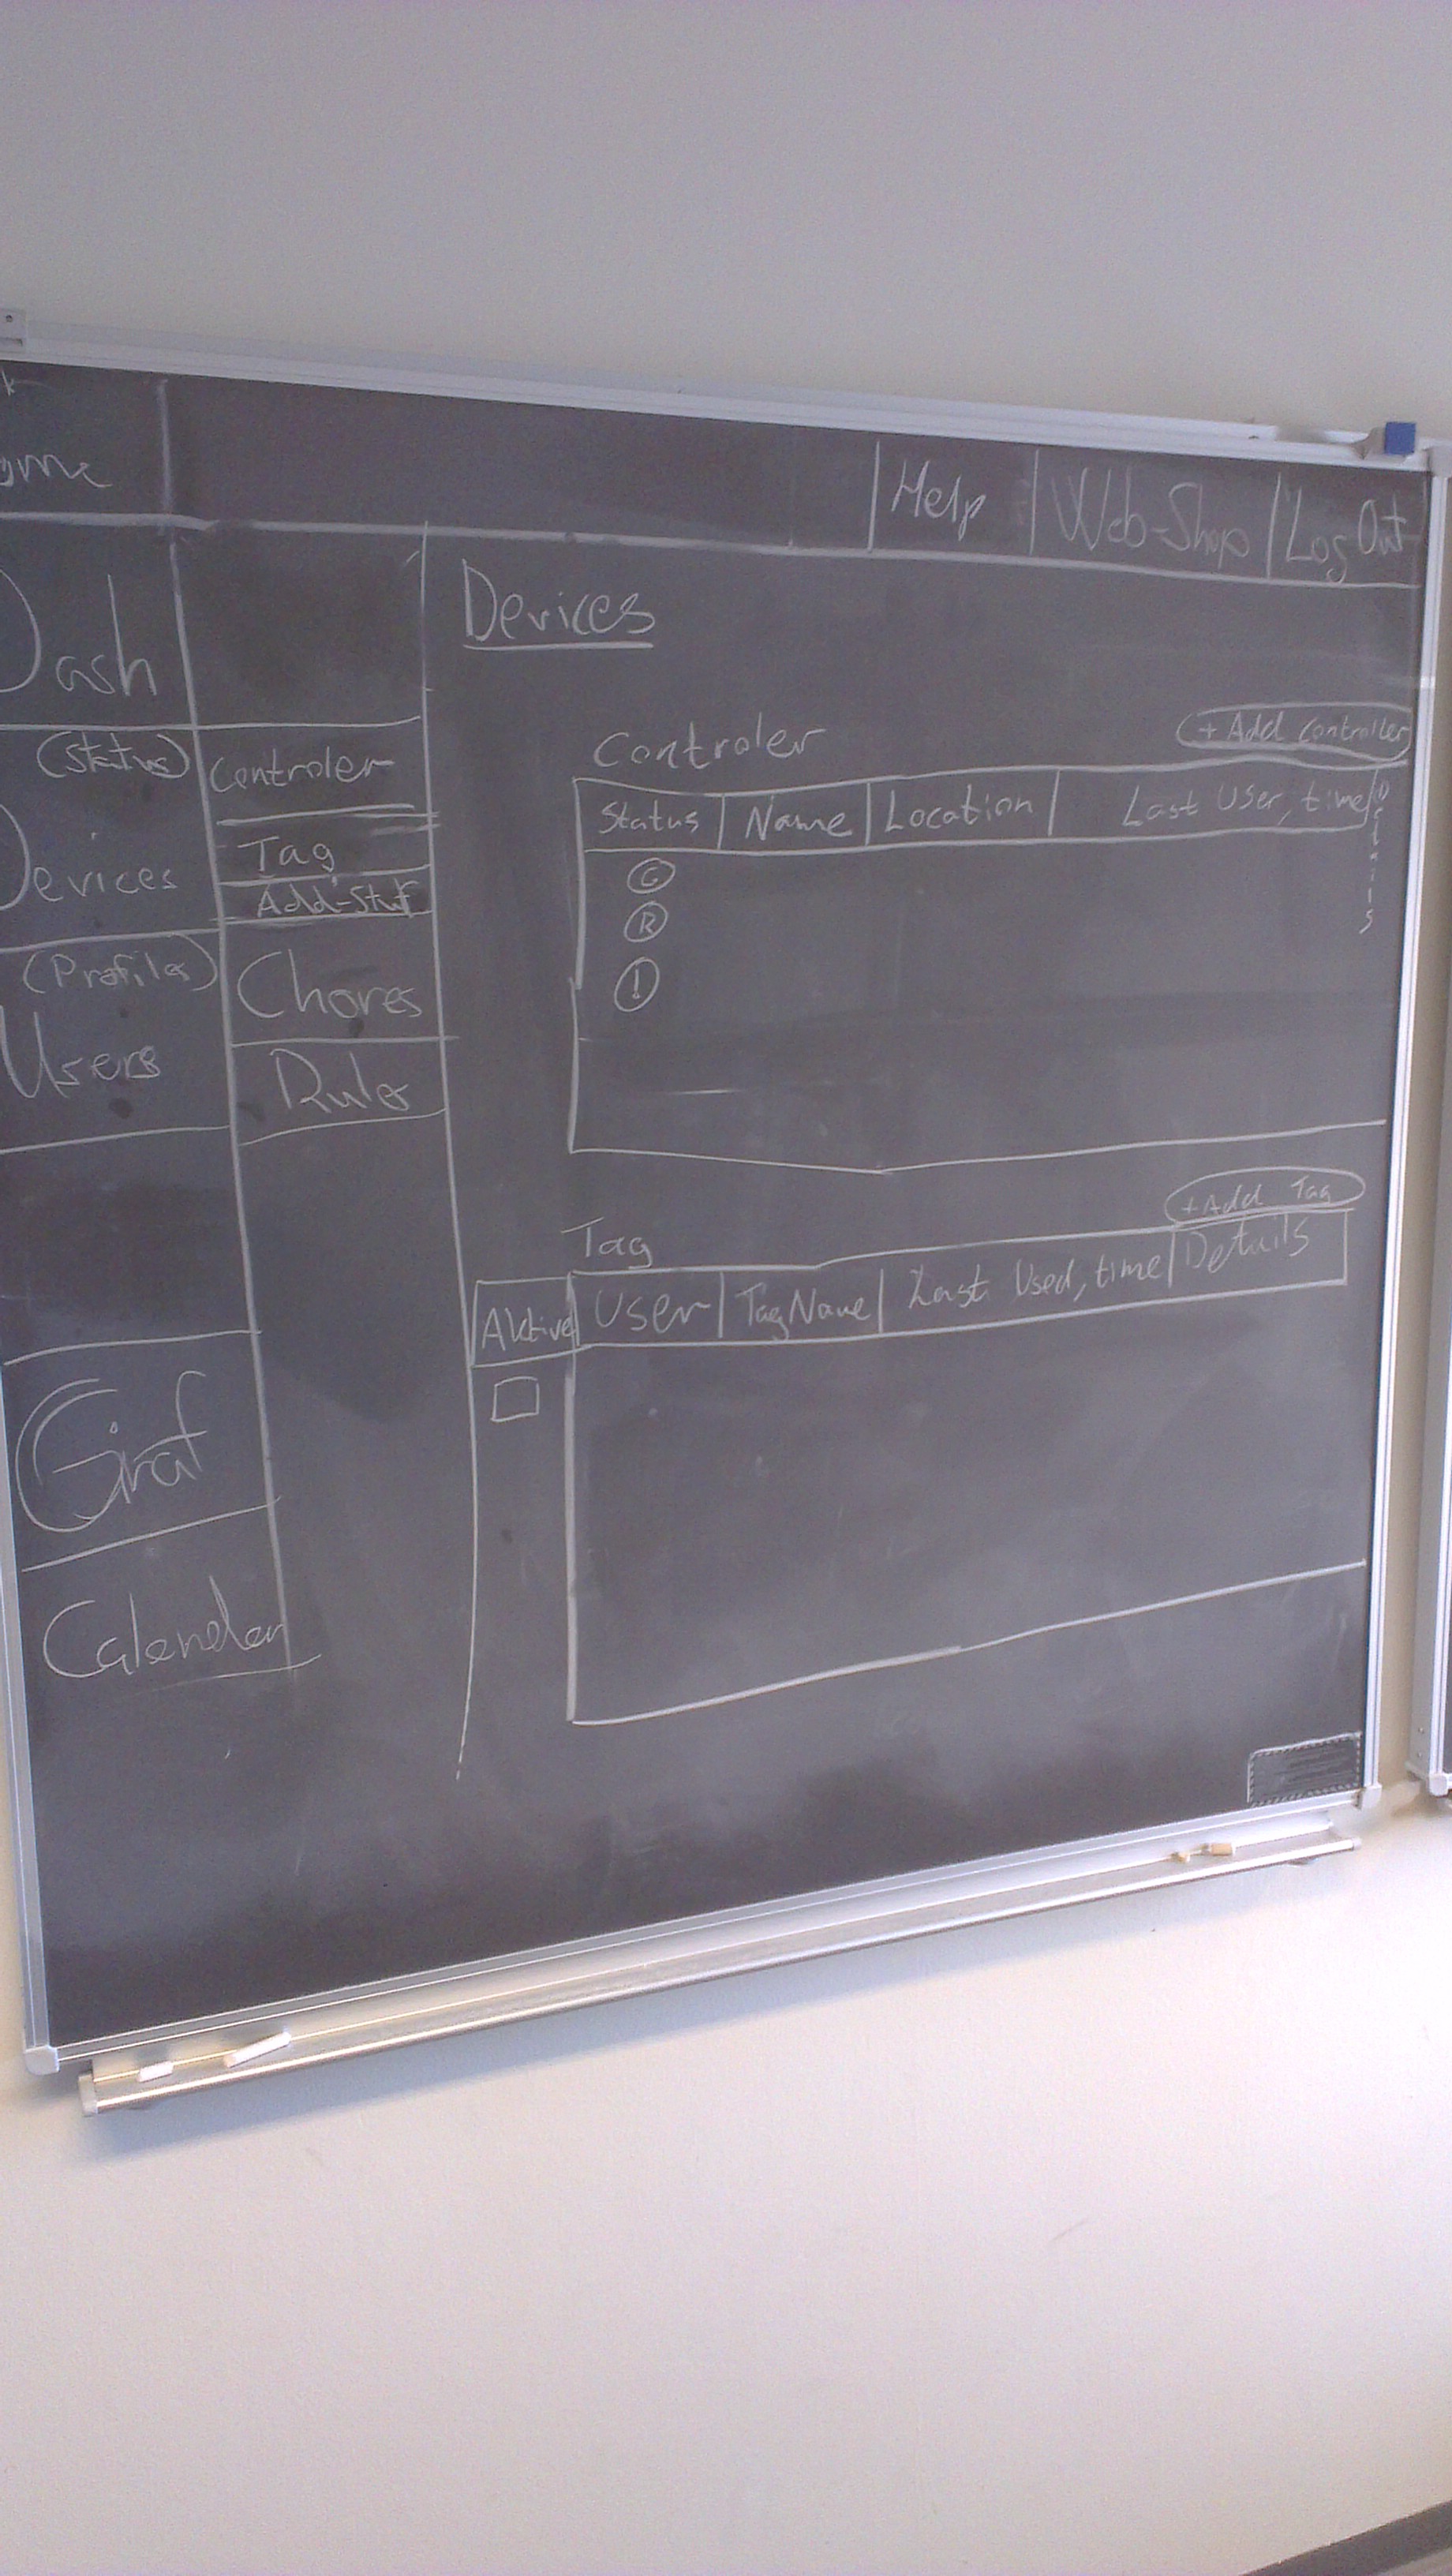 Help Web-Shop Log Out
Dash
Devices
(Status)
Controler
Tag
Add-Stuf
Devices
(Profiles)
Users
Chores
Rules
Graf
Calender
Controler
+ Add controller
Status Name Location Last User, time Details
G
R
!
Tag
+Add Tag
Aktive User Tag Name Last Used, time Details